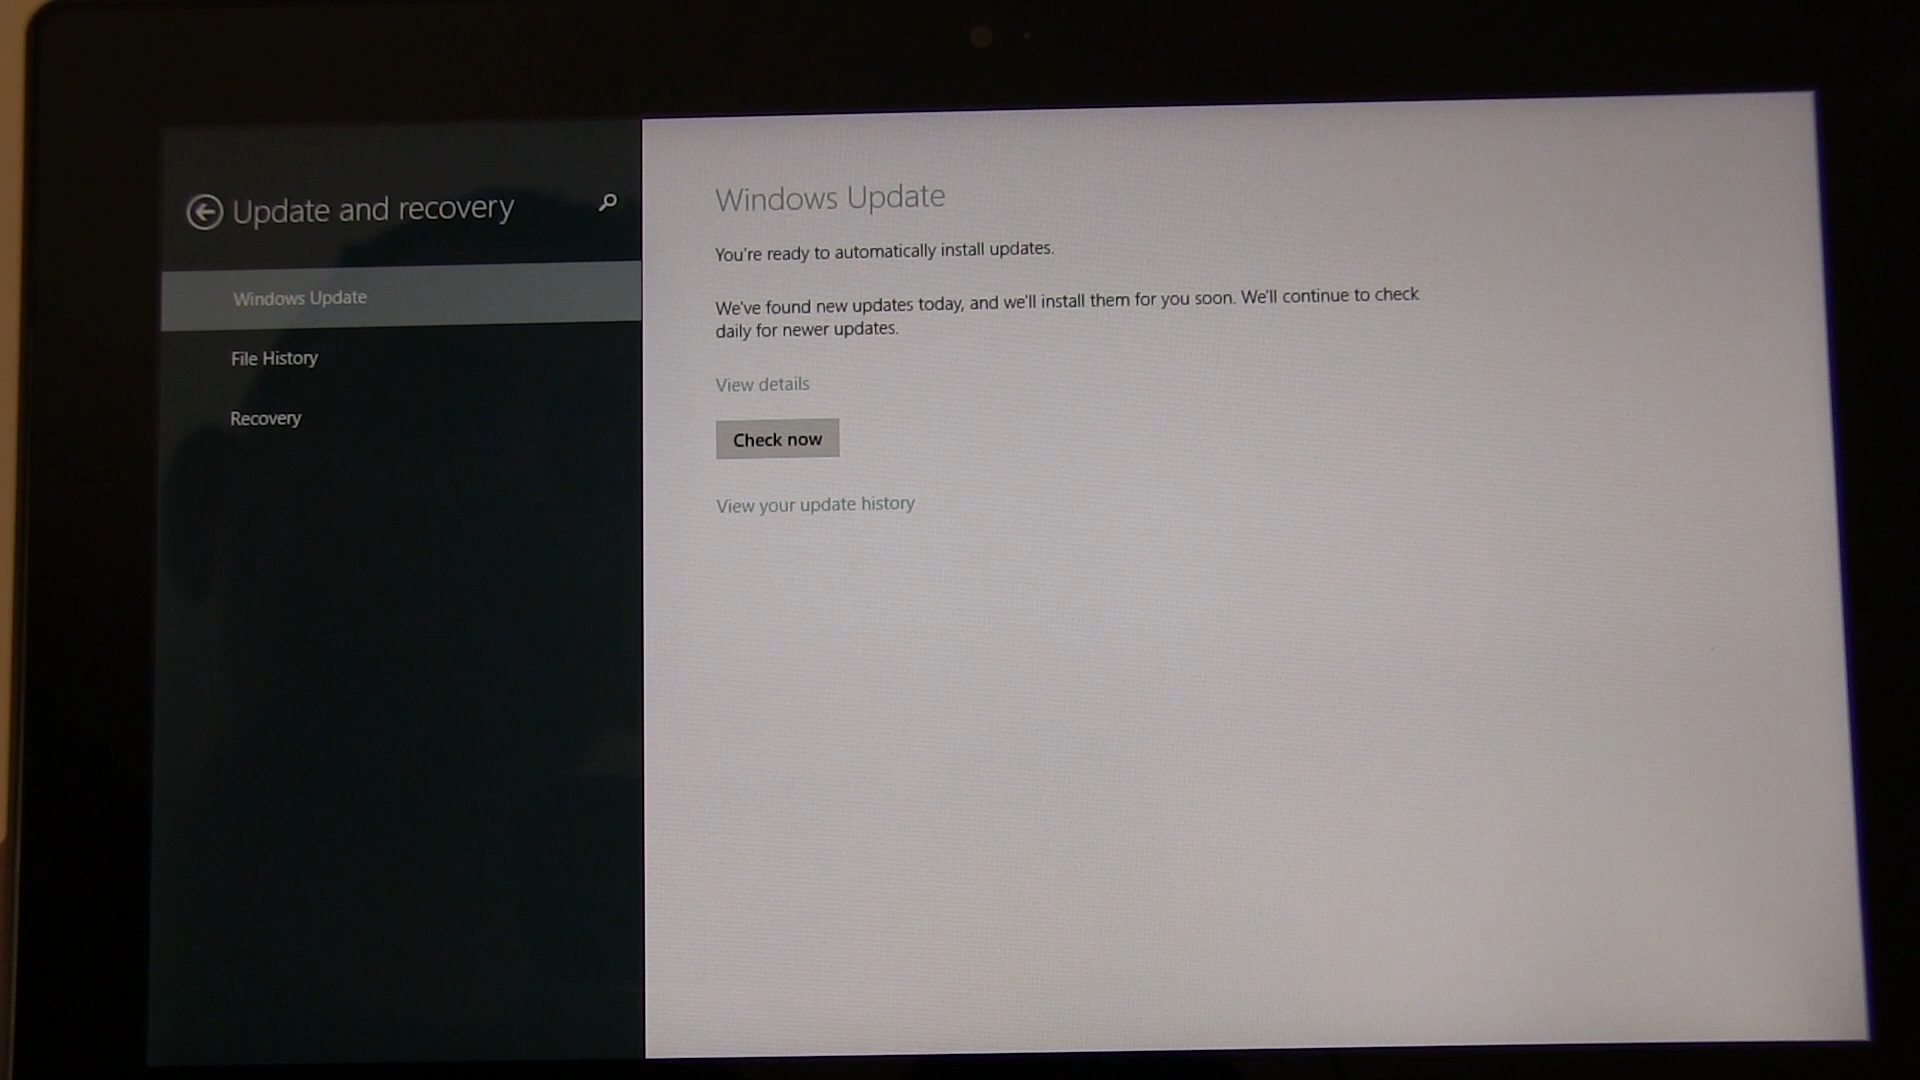 Update and recovery
Windows Update
File History
Recovery
Windows Update
You're ready to automatically install updates.
We've found new updates today, and we'll install them for you soon. We'll continue to check
daily for newer updates.
View details
Check now
View your update history